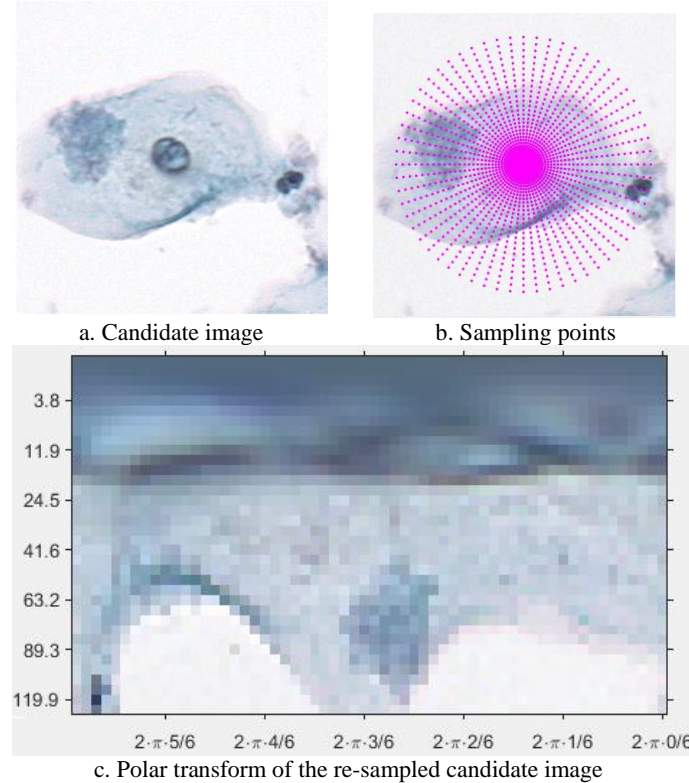 a. Candidate image
b. Sampling points
3.8
11.9
24.5
41.6
63.2
89.3
119.9
2·π·5/6 2·π·4/6 2·π·3/6 2·π·2/6 2·π·1/6 2·π·0/6
c. Polar transform of the re-sampled candidate image